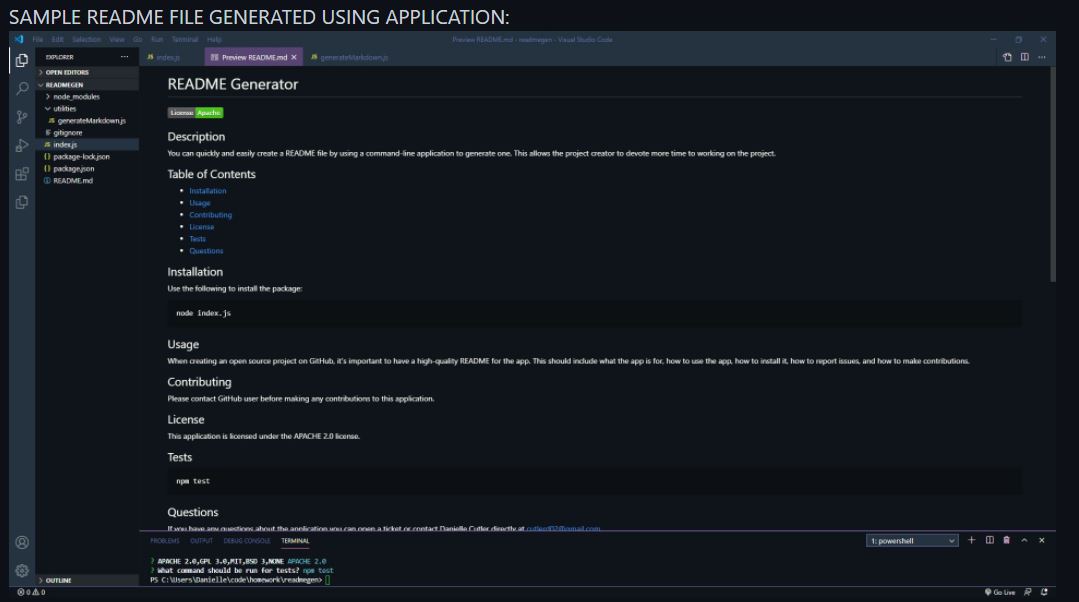 SAMPLE README FILE GENERATED USING APPLICATION:
File Edit Selection View Go Run Terminal Help
Preview README.md - readmegen - Visual Studio Code
EXPLORER
index.js
Preview README.md
generateMarkdown.js
OPEN EDITORS
READMEGEN
node_modules
utilities
generateMarkdown.js
gitignore
index.js
package-lock.json
package.json
README.md
OUTLINE
README Generator
License Apache
Description
You can quickly and easily create a README file by using a command-line application to generate one. This allows the project creator to devote more time to working on the project.
Table of Contents
Installation
Usage
Contributing
License
Tests
Questions
Installation
Use the following to install the package:
node index.js
Usage
When creating an open source project on GitHub, it's important to have a high-quality README for the app. This should include what the app is for, how to use the app, how to install it, how to report issues, and how to make contributions.
Contributing
Please contact GitHub user before making any contributions to this application.
License
This application is licensed under the APACHE 2.0 license.
Tests
npm test
Questions
If you have any questions about the application you can open a ticket or contact Danielle Cutler directly at
PROBLEMS OUTPUT DEBUG CONSOLE TERMINAL
1: powershell
? APACHE 2.0,GPL 3.0,MIT,BSD 3,NONE APACHE 2.0
? What command should be run for tests? npm test
PS C:\Users\Danielle\code\homework\readmegen>
0 0
Go Live